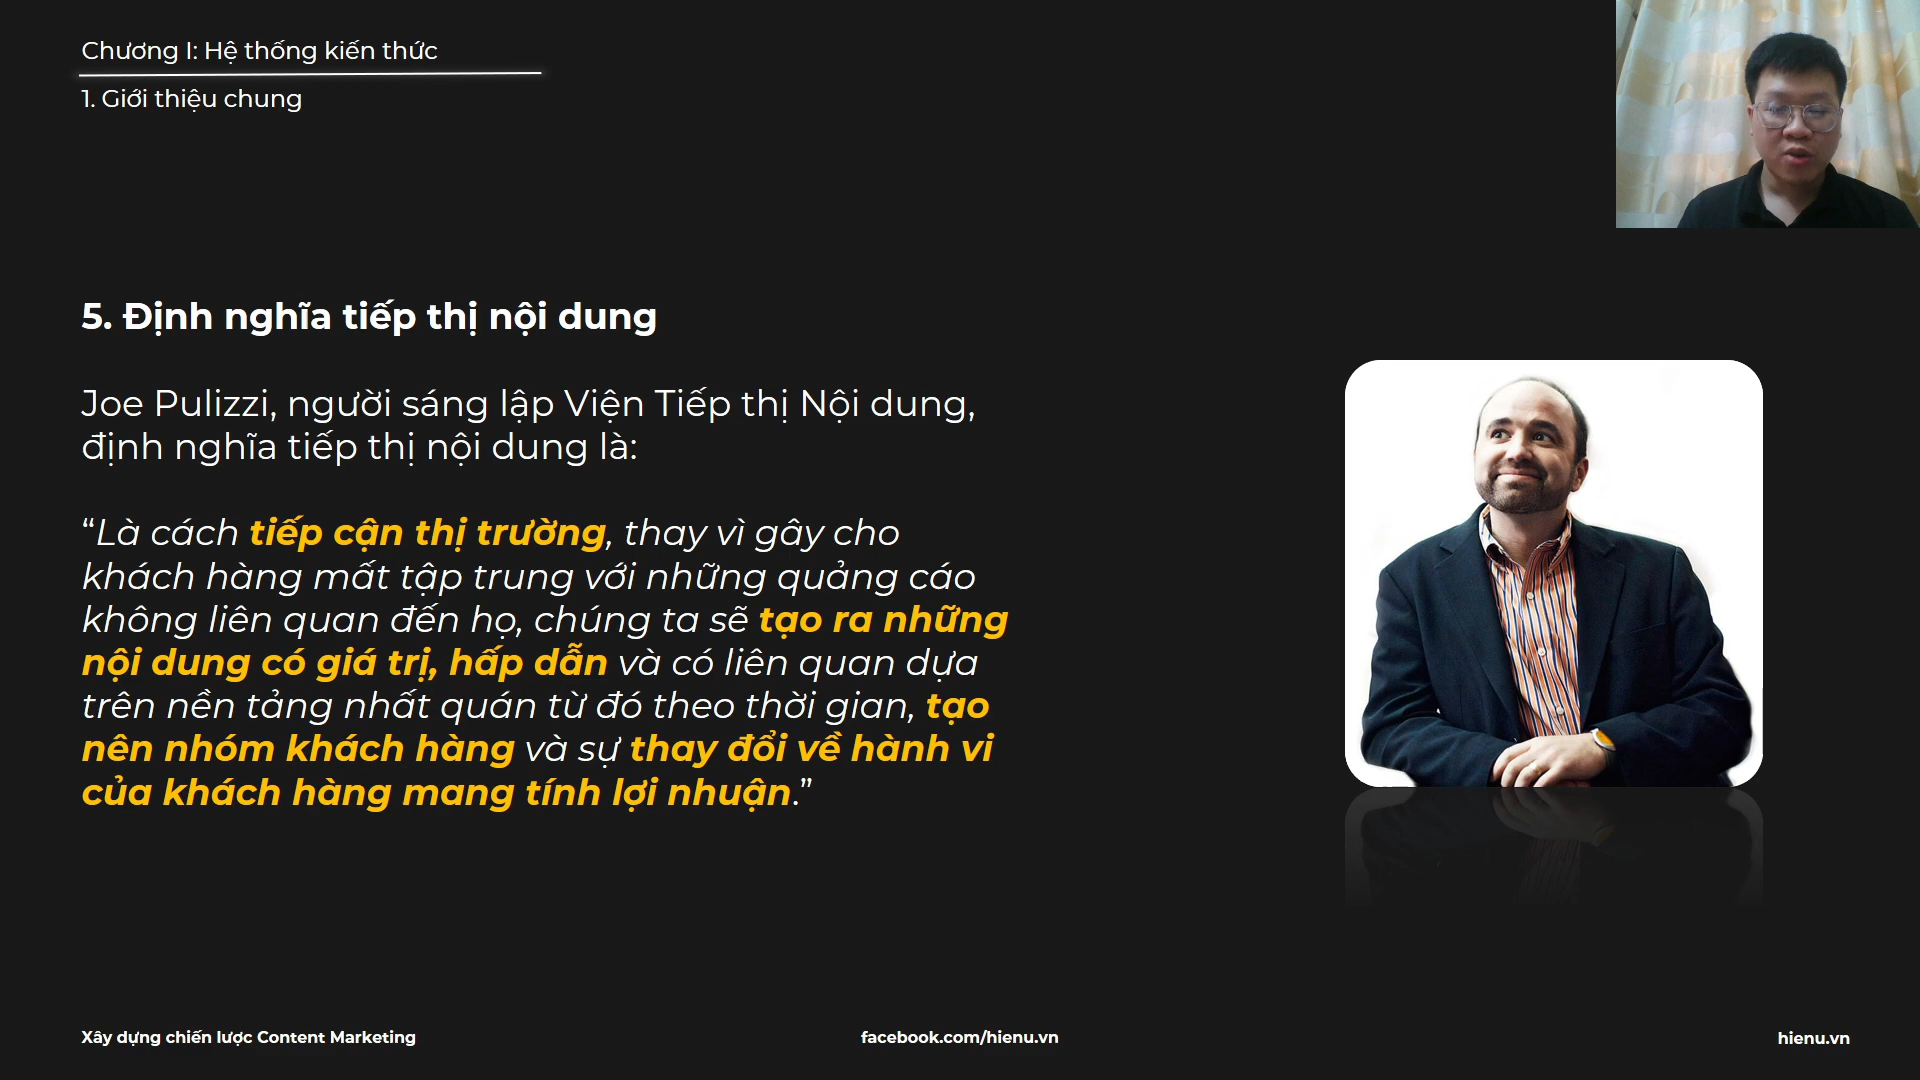 Chương I: Hệ thống kiến thức
1. Giới thiệu chung
5. Định nghĩa tiếp thị nội dung
Joe Pulizzi, người sáng lập Viện Tiếp thị Nội dung,
định nghĩa tiếp thị nội dung là:
“Là cách tiếp cận thị trường, thay vì gây cho
khách hàng mất tập trung với những quảng cáo
không liên quan đến họ, chúng ta sẽ tạo ra những
nội dung có giá trị, hấp dẫn và có liên quan dựa
trên nền tảng nhất quán từ đó theo thời gian, tạo
nên nhóm khách hàng và sự thay đổi về hành vi
của khách hàng mang tính lợi nhuận.”
Xây dựng chiến lược Content Marketing
facebook.com/hienu.vn
hienu.vn